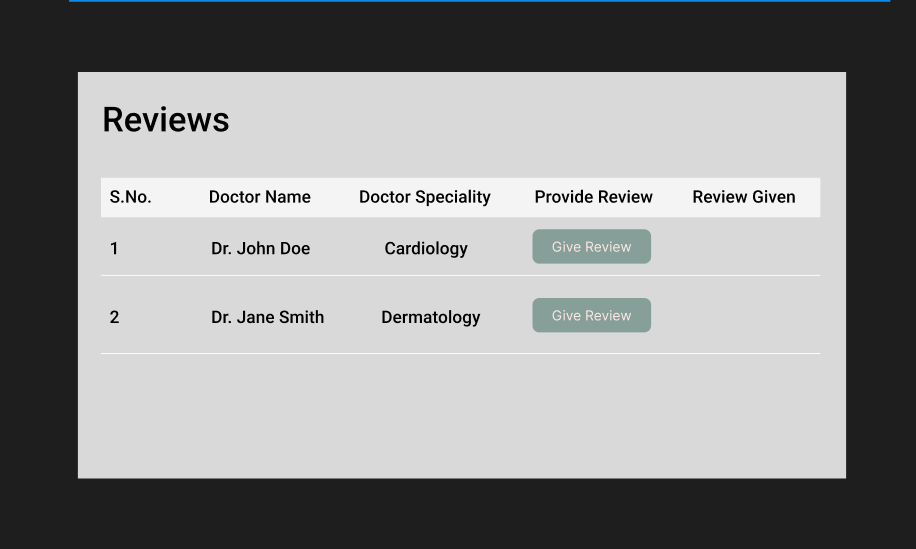 Reviews
S.No. Doctor Name Doctor Speciality Provide Review Review Given
1 Dr. John Doe Cardiology Give Review
2 Dr. Jane Smith Dermatology Give Review